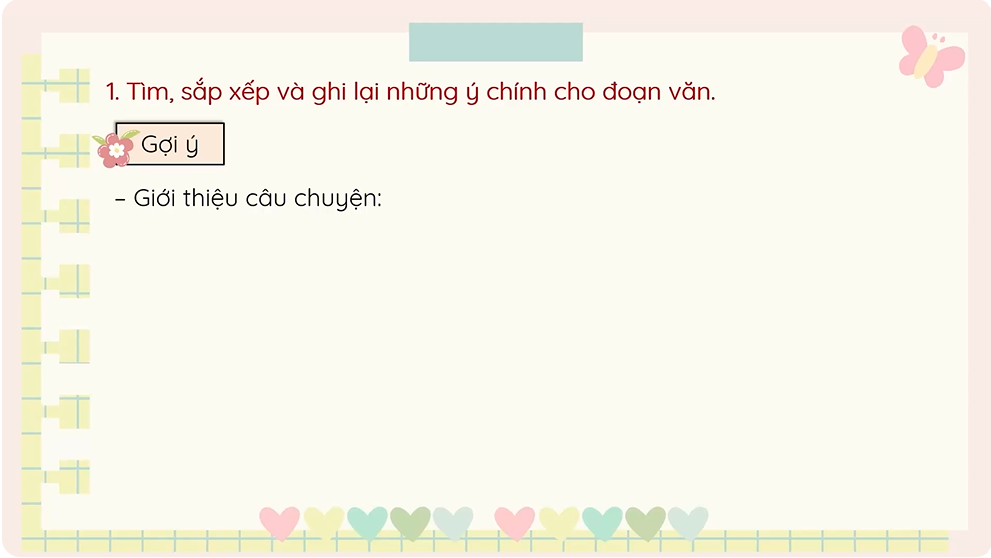 1. Tìm, sắp xếp và ghi lại những ý chính cho đoạn văn.
Gợi ý
– Giới thiệu câu chuyện: